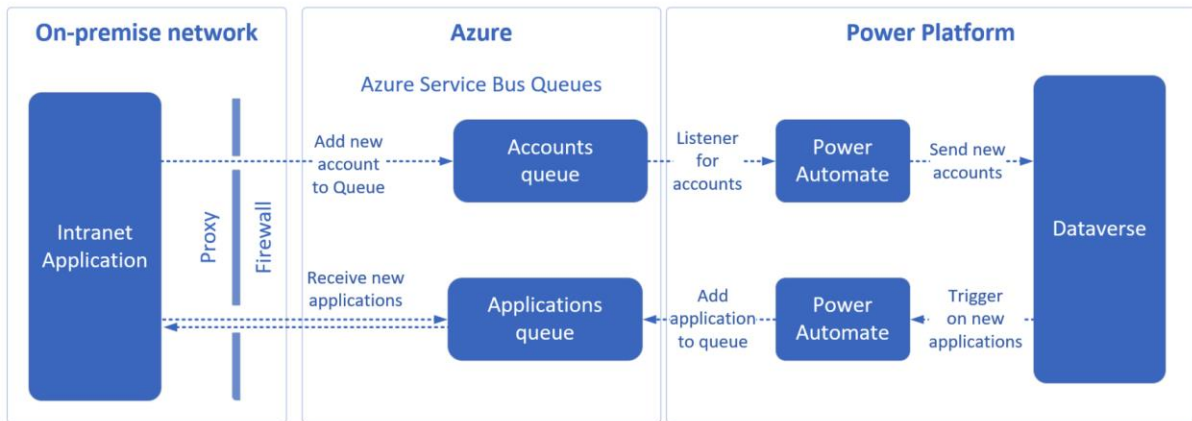 On-premise network
Azure
Power Platform
Azure Service Bus Queues
Intranet
Application
Proxy
Firewall
Add new
account
to Queue
Accounts
queue
Listener
for
accounts
Power
Automate
Send new
accounts
Dataverse
Receive new
applications
Applications
queue
Add
application
to queue
Power
Automate
Trigger
on new
applications